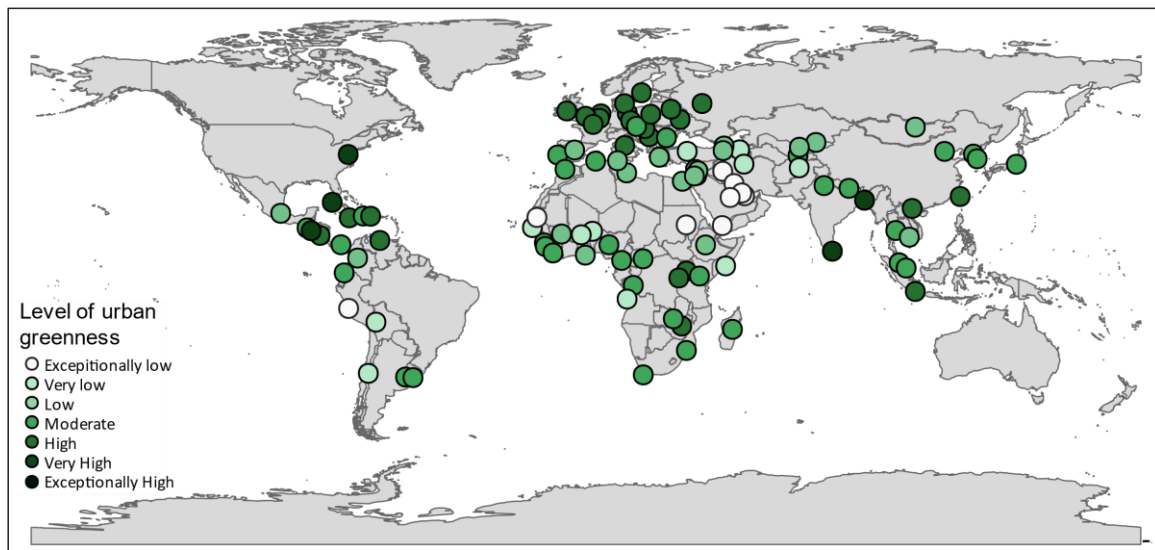 Level of urban
greenness
Excepitionally low
Very low
Low
Moderate
High
Very High
Exceptionally High